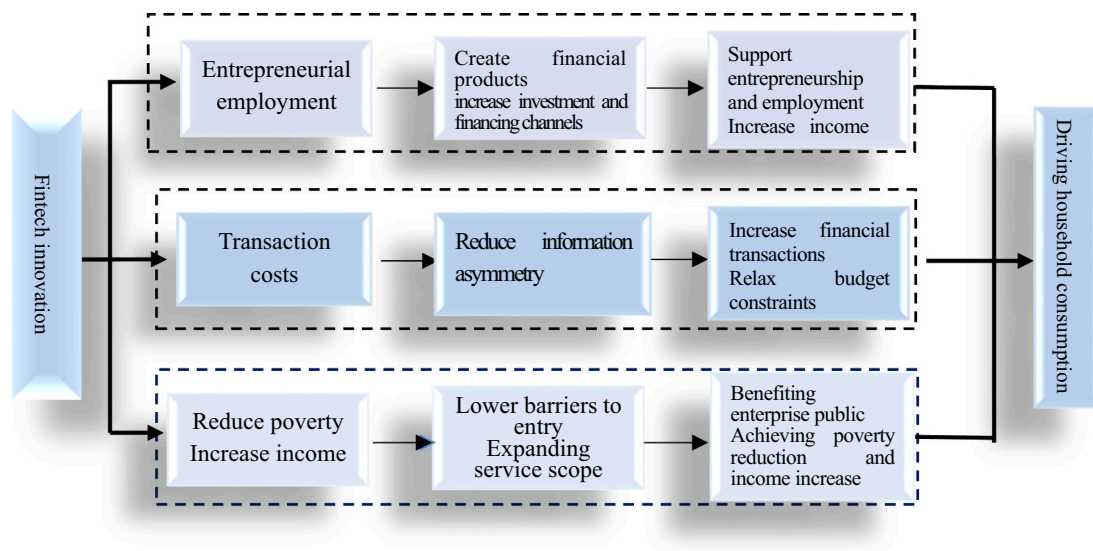 Fintech innovation
Entrepreneurial
employment
Create financial
products
increase investment and
financing channels
Support
entrepreneurship
and employment
Increase income
Transaction
costs
Reduce information
asymmetry
Increase financial
transactions
Relax budget
constraints
Reduce poverty
Increase income
Lower barriers to
entry
Expanding
service scope
Benefiting
enterprise public
Achieving poverty
reduction and
income increase
Driving household consumption